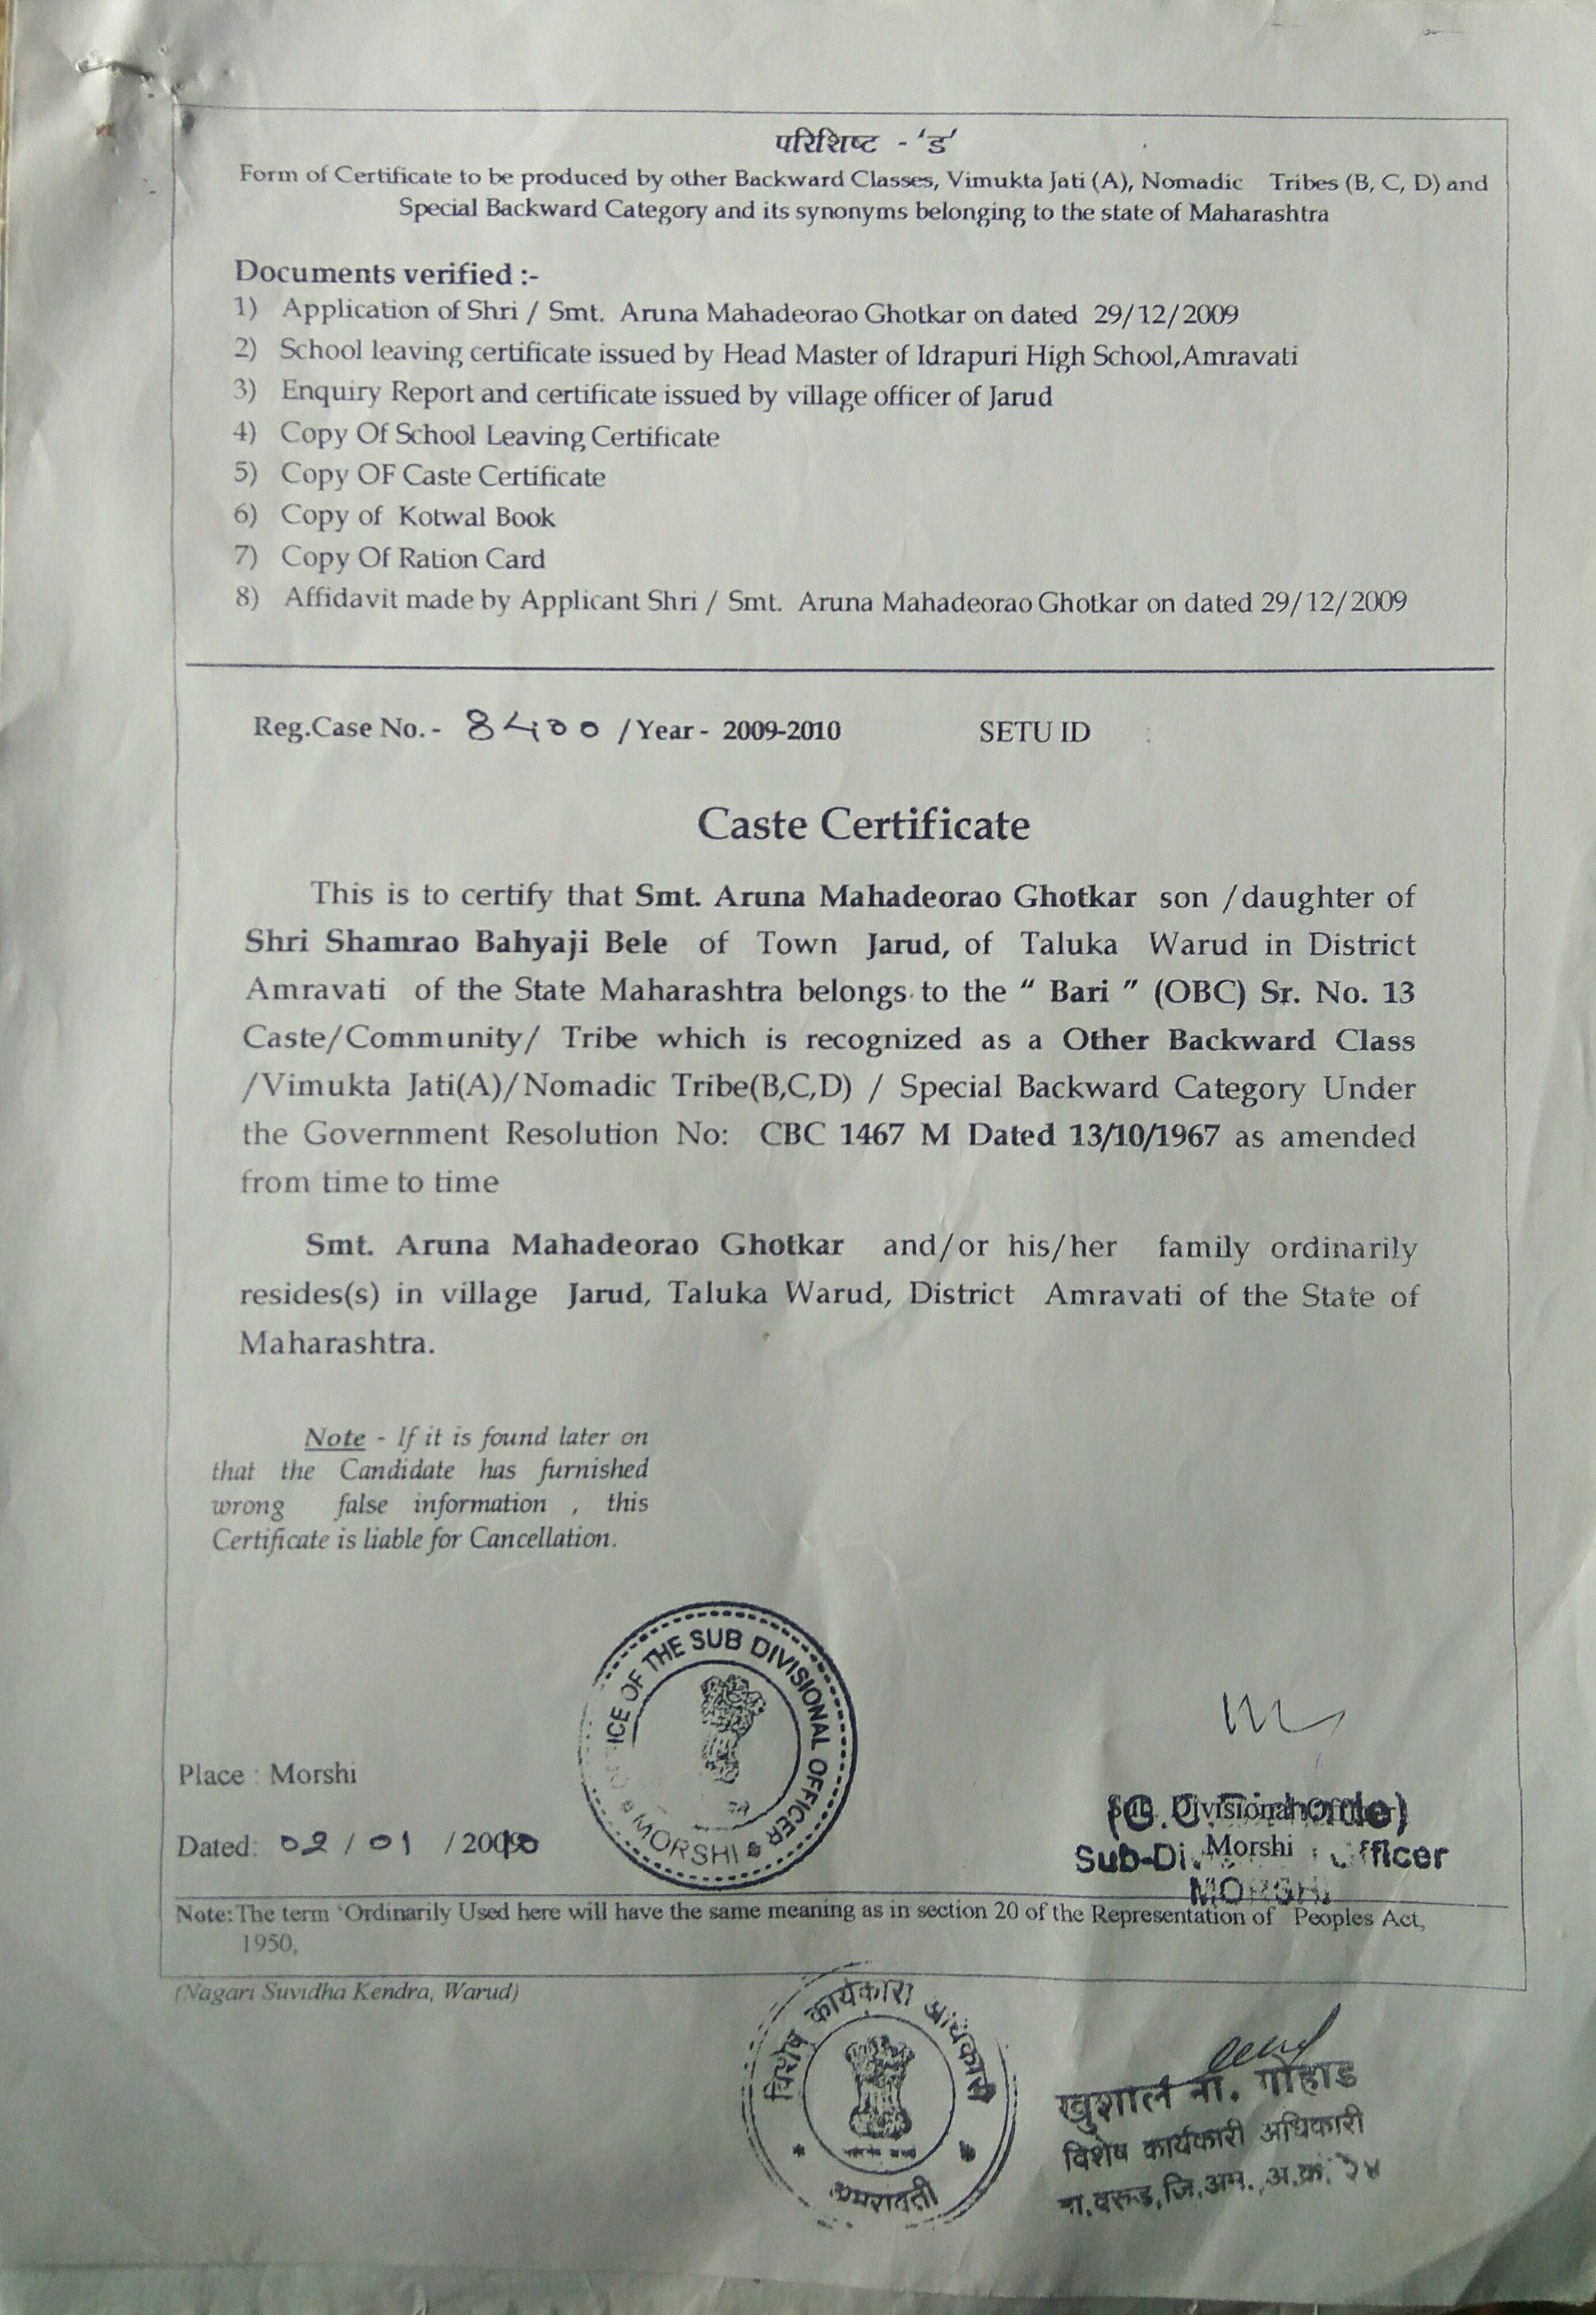 परिशिष्ट - 'ड'
Form of Certificate to be produced by other Backward Classes, Vimukta Jati (A), Nomadic Tribes (B, C, D) and
Special Backward Category and its synonyms belonging to the state of Maharashtra
Documents verified :-
1) Application of Shri / Smt. Aruna Mahadeorao Ghotkar on dated 29/12/2009
2) School leaving certificate issued by Head Master of Idrapuri High School,Amravati
3) Enquiry Report and certificate issued by village officer of Jarud
4) Copy Of School Leaving Certificate
5) Copy OF Caste Certificate
6) Copy of Kotwal Book
7) Copy Of Ration Card
8) Affidavit made by Applicant Shri / Smt. Aruna Mahadeorao Ghotkar on dated 29/12/2009
Reg.Case No. - 8400 / Year - 2009-2010 SETU ID :
Caste Certificate
This is to certify that Smt. Aruna Mahadeorao Ghotkar son /daughter of
Shri Shamrao Bahyaji Bele of Town Jarud, of Taluka Warud in District
Amravati of the State Maharashtra belongs to the “ Bari ” (OBC) Sr. No. 13
Caste/Community/ Tribe which is recognized as a Other Backward Class
/Vimukta Jati(A)/Nomadic Tribe(B,C,D) / Special Backward Category Under
the Government Resolution No: CBC 1467 M Dated 13/10/1967 as amended
from time to time
Smt. Aruna Mahadeorao Ghotkar and/or his/her family ordinarily
resides(s) in village Jarud, Taluka Warud, District Amravati of the State of
Maharashtra.
Note - If it is found later on
that the Candidate has furnished
wrong false information , this
Certificate is liable for Cancellation.
OF THE SUB DIVISIONAL OFFICER
MORSHI
Place : Morshi
Dated: 02 / 01 / 2010
Sub Divisional Officer
Morshi
Officer
MORSHI
Note:The term 'Ordinarily Used here will have the same meaning as in section 20 of the Representation of Peoples Act,
1950,
(Nagari Suvidha Kendra, Warud)
विशेष कार्यकारी अधिकारी
अमरावती
खुशाल ना. गोहाड
विशेष कार्यकारी अधिकारी
वरूड,जि.अम., अ.क्र. २४